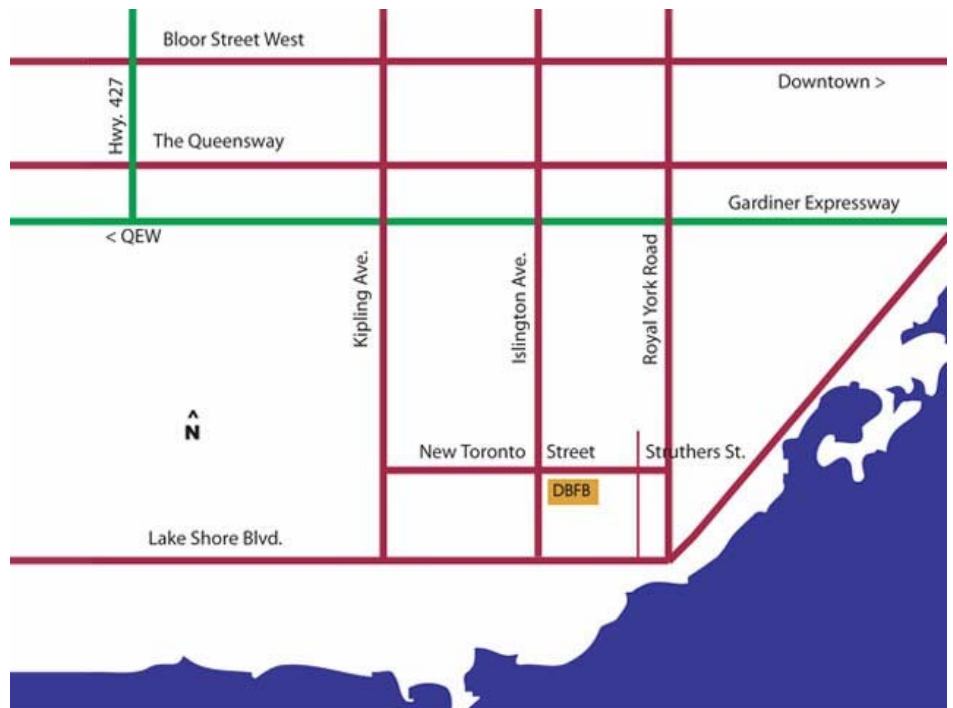 Bloor Street West
Downtown >
Hwy. 427
The Queensway
Gardiner Expressway
< QEW
Kipling Ave.
Islington Ave.
Royal York Road
^
N
New Toronto Street
Struthers St.
DBFB
Lake Shore Blvd.